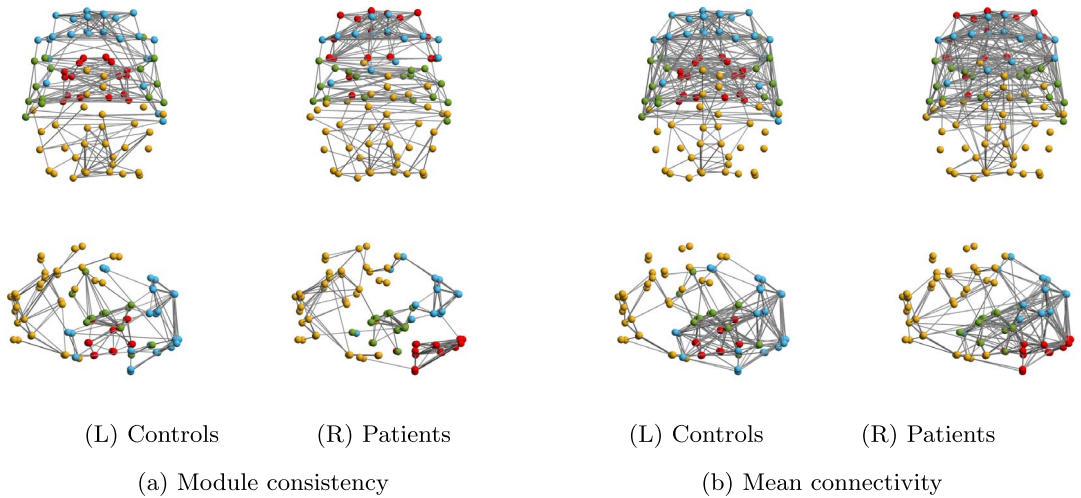 (L) Controls (R) Patients (L) Controls (R) Patients
(a) Module consistency (b) Mean connectivity